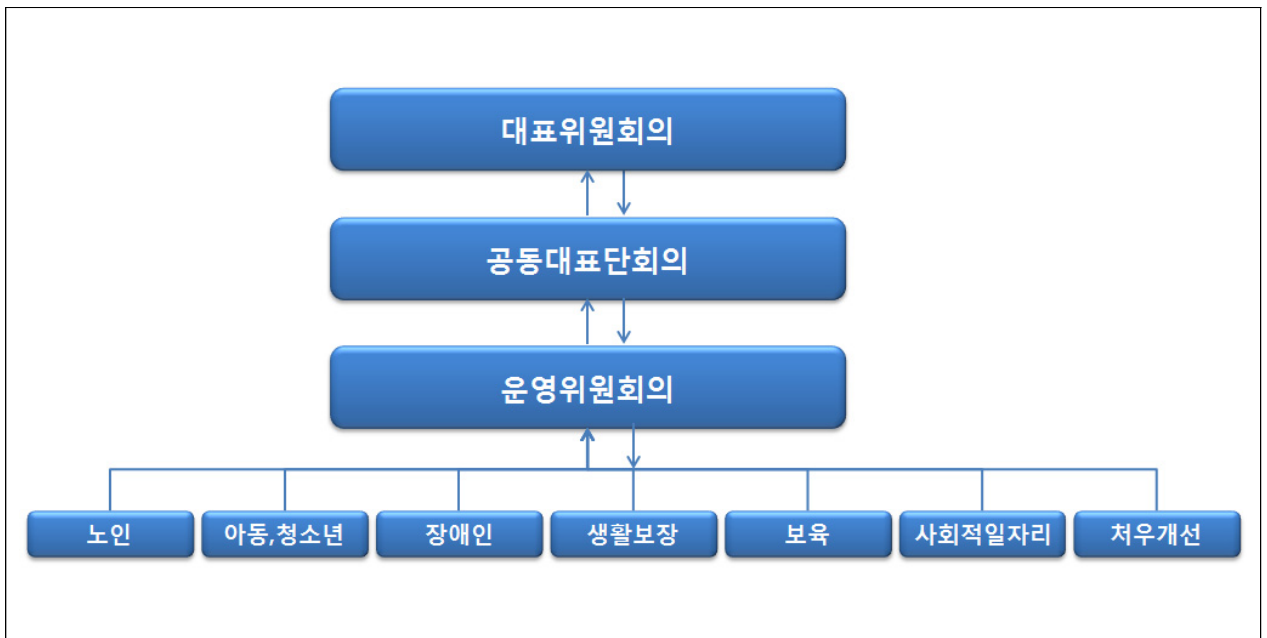 대표위원회의
공동대표단회의
운영위원회의
노인
아동,청소년
장애인
생활보장
보육
사회적일자리
처우개선